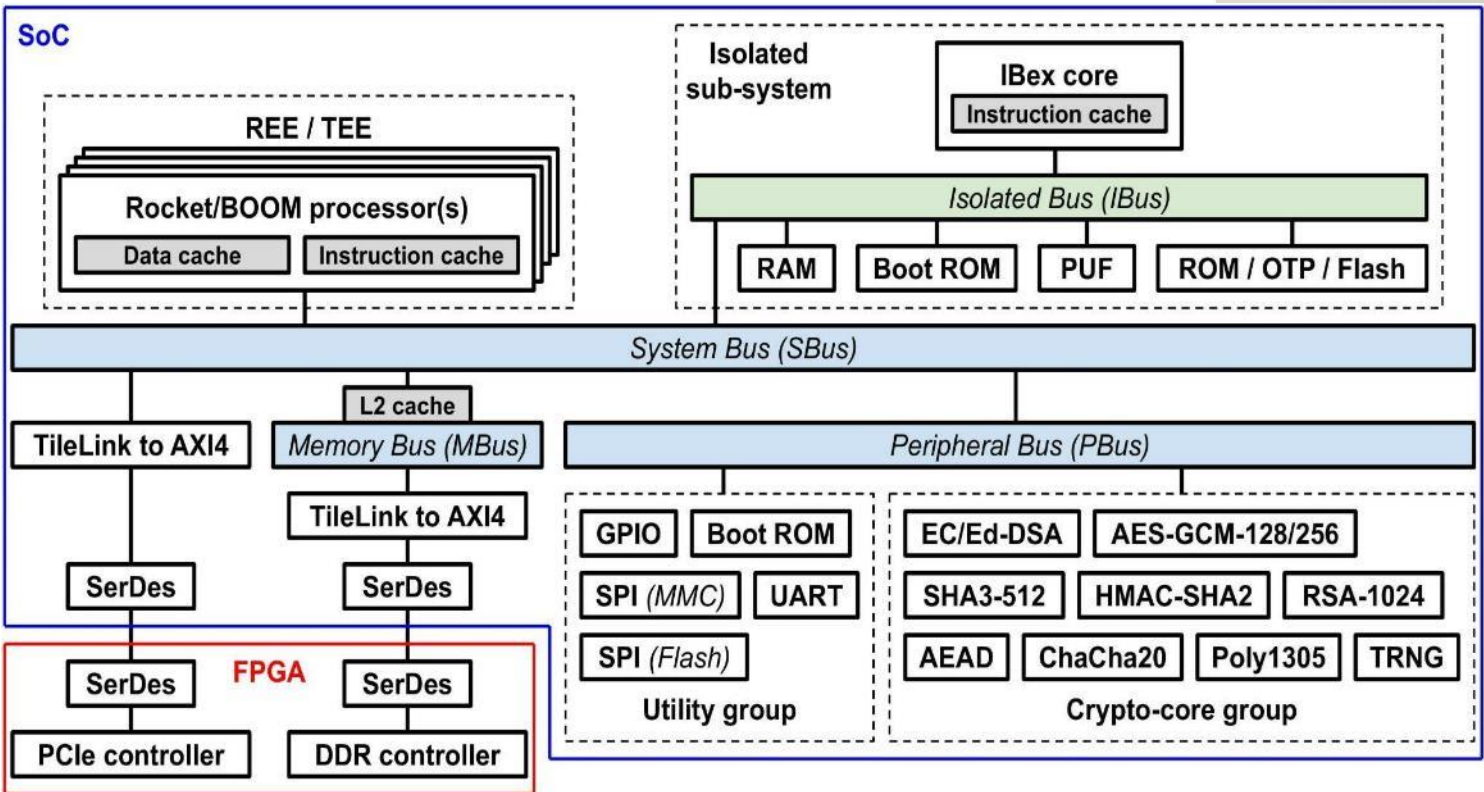 SoC
Isolated
sub-system
IBex core
Instruction cache
REE / TEE
Rocket/BOOM processor(s)
Data cache
Instruction cache
Isolated Bus (IBus)
RAM
Boot ROM
PUF
ROM / OTP / Flash
System Bus (SBus)
L2 cache
TileLink to AXI4
Memory Bus (MBus)
Peripheral Bus (PBus)
TileLink to AXI4
GPIO
Boot ROM
EC/Ed-DSA
AES-GCM-128/256
SerDes
SerDes
SPI (MMC)
UART
SHA3-512
HMAC-SHA2
RSA-1024
FPGA
SerDes
SerDes
SPI (Flash)
AEAD
ChaCha20
Poly1305
TRNG
Utility group
Crypto-core group
PCIe controller
DDR controller